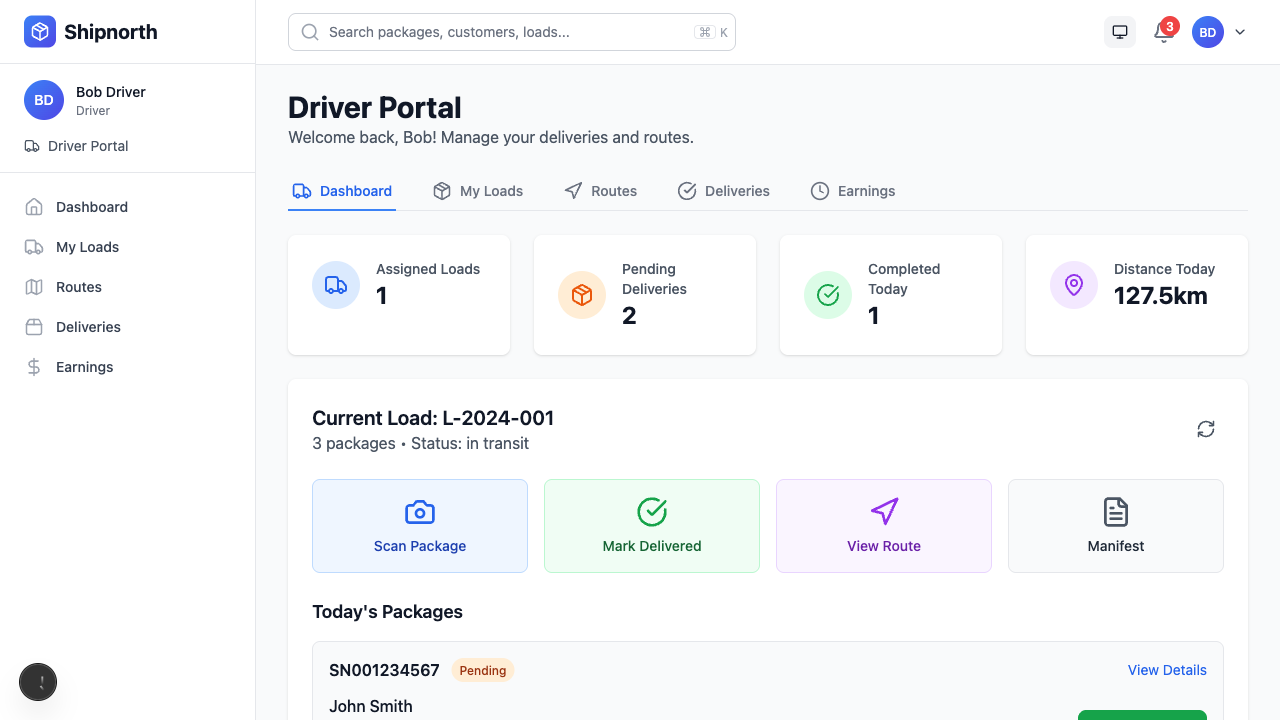 Shipnorth
Search packages, customers, loads...
⌘ K
3
BD
BD
Bob Driver
Driver
Driver Portal
Dashboard
My Loads
Routes
Deliveries
Earnings
Driver Portal
Welcome back, Bob! Manage your deliveries and routes.
Dashboard
My Loads
Routes
Deliveries
Earnings
Assigned Loads
1
Pending
Deliveries
2
Completed
Today
1
Distance Today
127.5km
Current Load: L-2024-001
3 packages • Status: in transit
Scan Package
Mark Delivered
View Route
Manifest
Today's Packages
SN001234567
Pending
View Details
John Smith